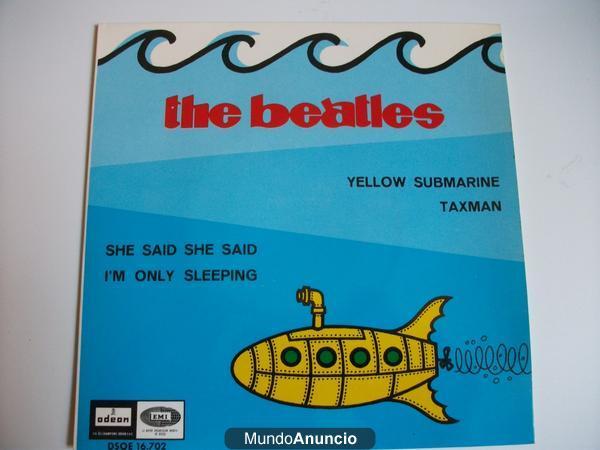 the beatles
YELLOW SUBMARINE
TAXMAN
SHE SAID SHE SAID
I'M ONLY SLEEPING
odeon
EMI
DSOE 16.702
MundoAnuncio